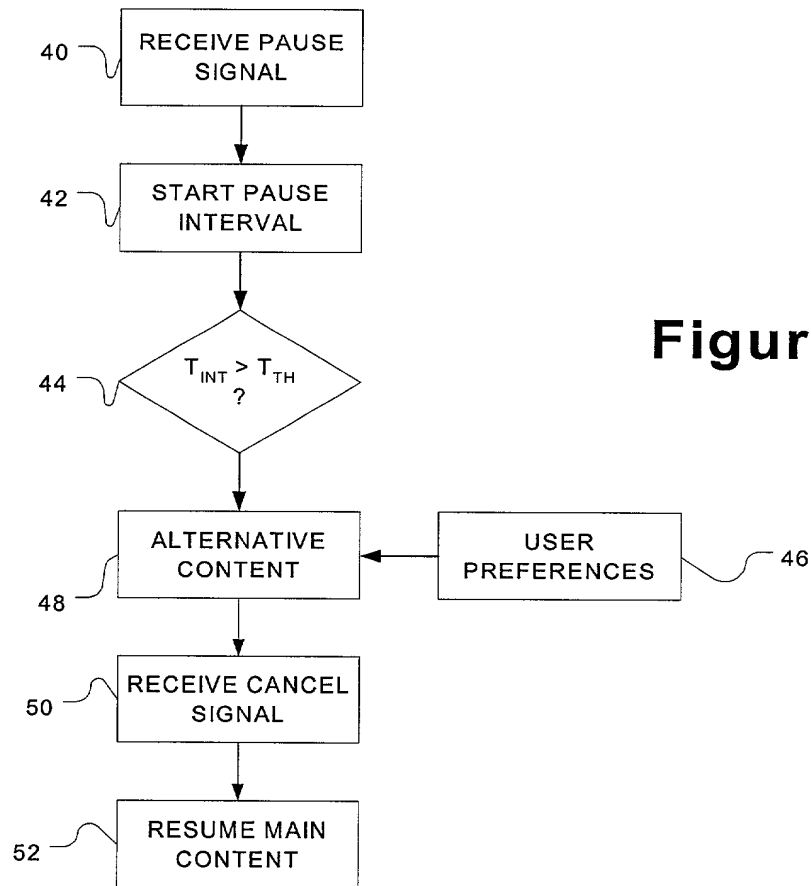 40
RECEIVE PAUSE
SIGNAL
42
START PAUSE
INTERVAL
44
T_INT > T_TH
?
Figur
48
ALTERNATIVE
CONTENT
USER
PREFERENCES
46
50
RECEIVE CANCEL
SIGNAL
52
RESUME MAIN
CONTENT